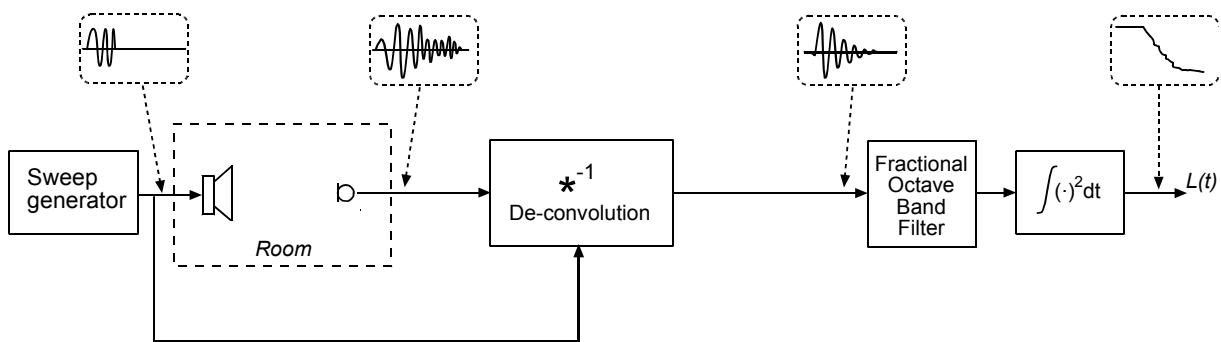 Sweep
generator
Room
*-1
De-convolution
Fractional
Octave
Band
Filter
∫(·)²dt
L(t)